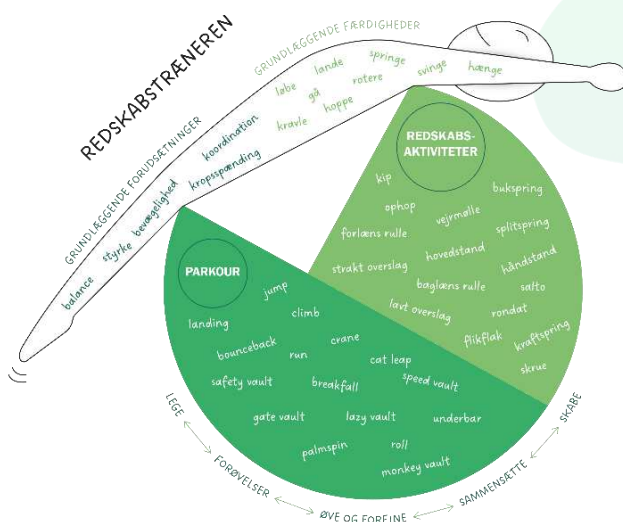 REDSKABSTRÆNEREN
GRUNDLÆGGENDE FÆRDIGHEDER
løbe
lande
springe
gå
rotere
svinge
hænge
kravle
hoppe
GRUNDLÆGGENDE FORUDSÆTNINGER
koordination
kropsspænding
bevægelighed
styrke
balance
REDSKABS-
AKTIVITETER
kip
bukspring
ophop
vejrmølle
splitspring
forlæns rulle
hovedstand
håndstand
strakt overslag
baglæns rulle
salto
lavt overslag
rondat
flikflak
kraftspring
skrue
PARKOUR
jump
climb
landing
crane
bounceback
run
cat leap
safety vault
breakfall
speed vault
gate vault
lazy vault
underbar
palmspin
roll
monkey vault
LEGE
FORØVELSER
ØVE OG FORFINE
SAMMENSÆTTE
SKABE